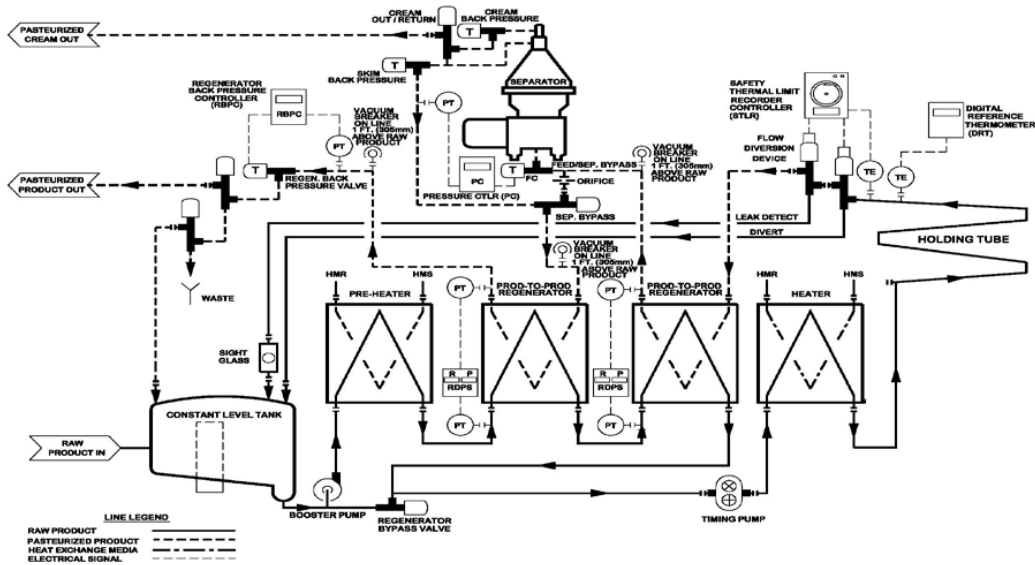 PASTEURIZED
CREAM OUT
CREAM
OUT / RETURN
CREAM
BACK PRESSURE
T
T
SKIM
BACK PRESSURE
SEPARATOR
REGENERATOR
BACK PRESSURE
CONTROLLER
(RBPC)
RBPC
PT
VACUUM
BREAKER
ON LINE
1 FT. (305mm)
ABOVE RAW
PRODUCT
PT
T
REGEN. BACK
PRESSURE VALVE
PC
PRESSURE CTLR (PC)
T
FC
FEED/SEP. BYPASS
ORIFICE
SEP. BYPASS
VACUUM
BREAKER
ON LINE
1 FT. (305mm)
ABOVE RAW
PRODUCT
SAFETY
THERMAL LIMIT
RECORDER
CONTROLLER
(STLR)
FLOW
DIVERSION
DEVICE
DIGITAL
REFERENCE
THERMOMETER
(DRT)
TE
TE
PASTEURIZED
PRODUCT OUT
LEAK DETECT
DIVERT
HOLDING TUBE
VACUUM
BREAKER
ON LINE
1 FT. (305mm)
ABOVE RAW
PRODUCT
WASTE
HMR
HMS
PRE-HEATER
PT
PROD-TO-PROD
REGENERATOR
PT
PROD-TO-PROD
REGENERATOR
HMR
HMS
HEATER
SIGHT
GLASS
R P
RDPS
R P
RDPS
PT
PT
CONSTANT LEVEL TANK
RAW
PRODUCT IN
BOOSTER PUMP
REGENERATOR
BYPASS VALVE
TIMING PUMP
LINE LEGEND
RAW PRODUCT
PASTEURIZED PRODUCT
HEAT EXCHANGE MEDIA
ELECTRICAL SIGNAL